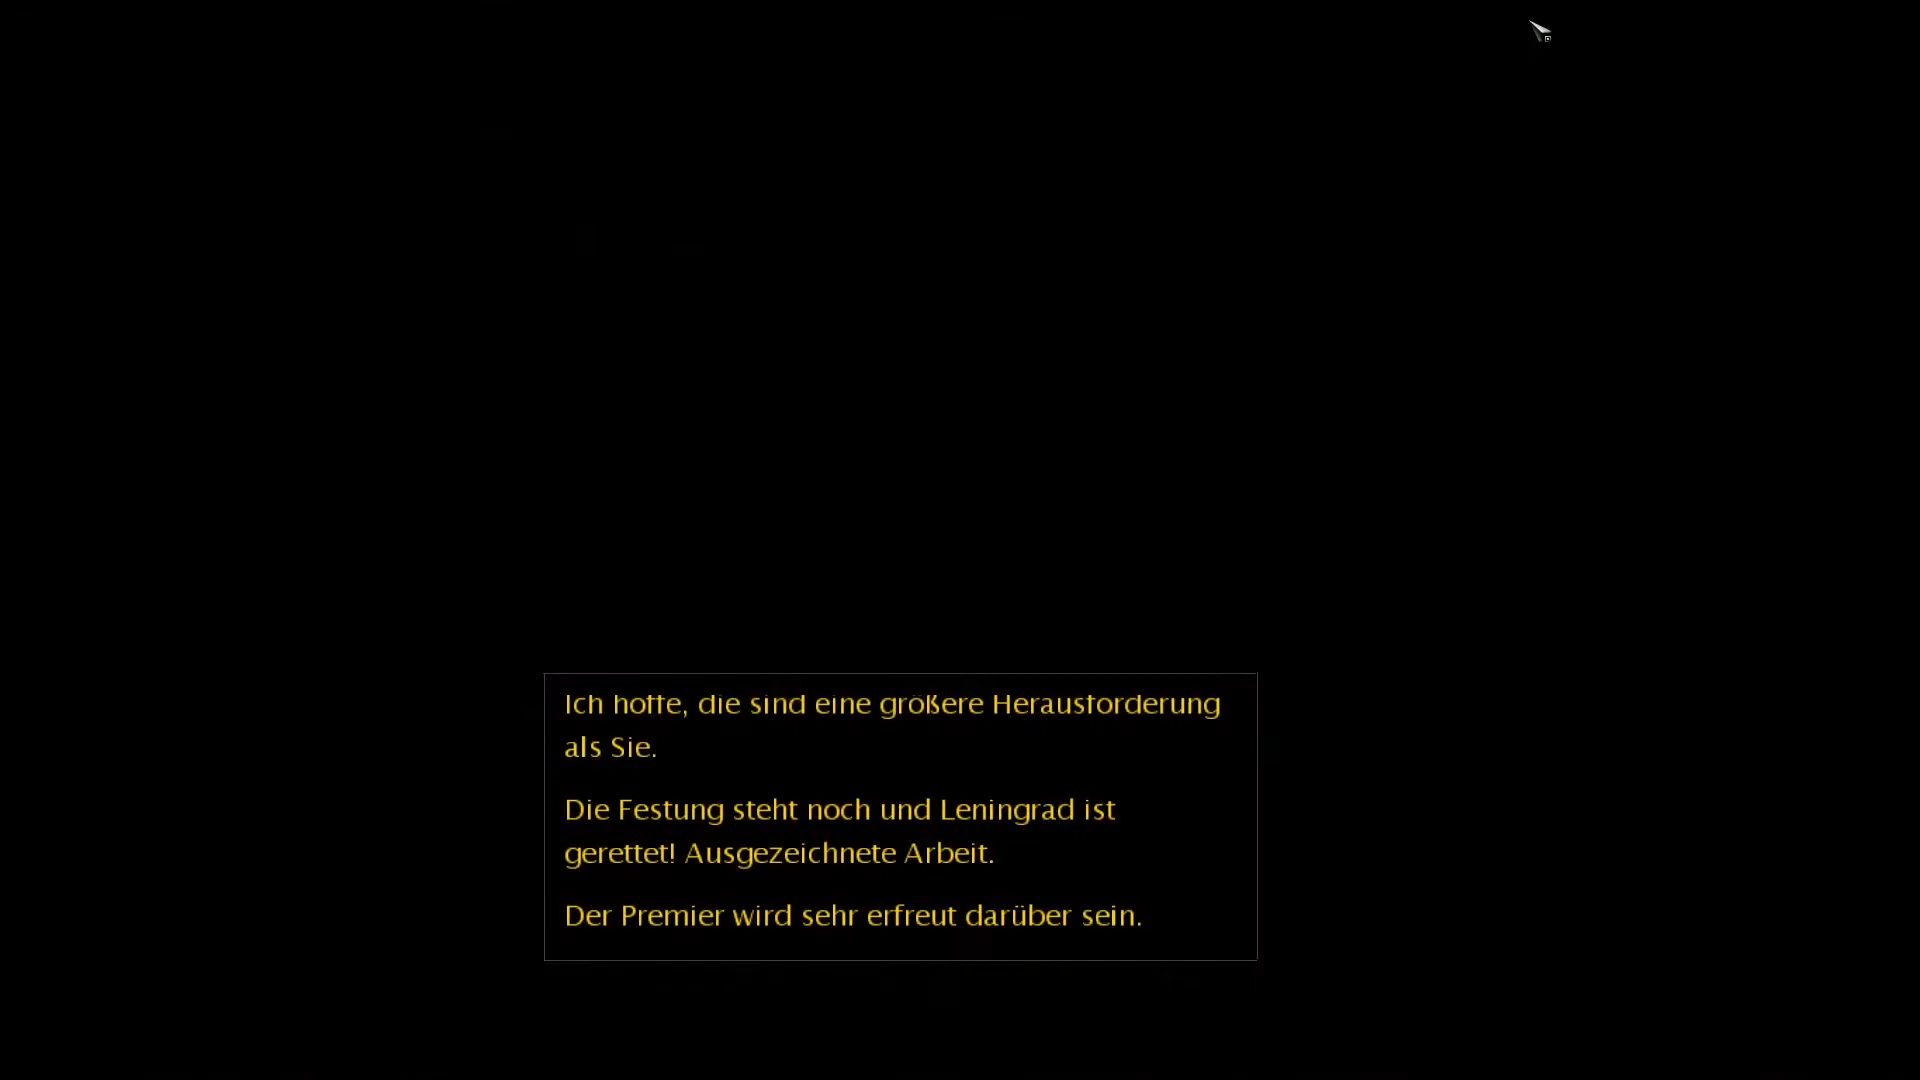 Ich hoffe, die sind eine größere Herausforderung
als Sie.
Die Festung steht noch und Leningrad ist
gerettet! Ausgezeichnete Arbeit.
Der Premier wird sehr erfreut darüber sein.